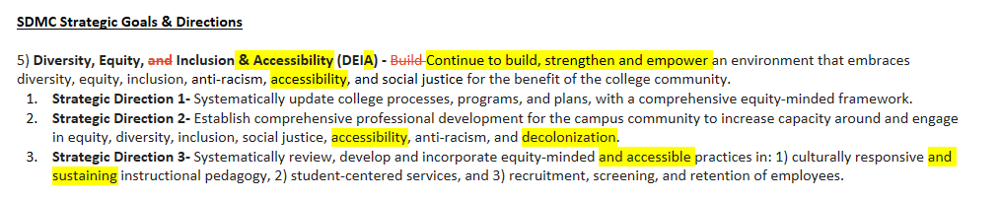 SDMC Strategic Goals & Directions
5) Diversity, Equity, and Inclusion & Accessibility (DEIA) - Build Continue to build, strengthen and empower an environment that embraces
diversity, equity, inclusion, anti-racism, accessibility, and social justice for the benefit of the college community.
1. Strategic Direction 1- Systematically update college processes, programs, and plans, with a comprehensive equity-minded framework.
2. Strategic Direction 2- Establish comprehensive professional development for the campus community to increase capacity around and engage
in equity, diversity, inclusion, social justice, accessibility, anti-racism, and decolonization.
3. Strategic Direction 3- Systematically review, develop and incorporate equity-minded and accessible practices in: 1) culturally responsive and
sustaining instructional pedagogy, 2) student-centered services, and 3) recruitment, screening, and retention of employees.